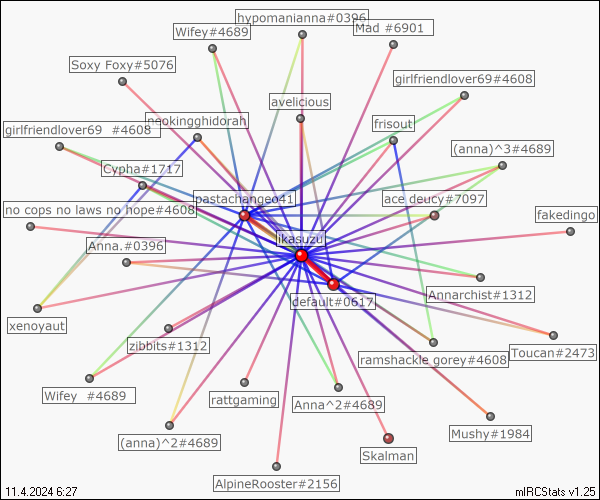 hypomanianna#0396
Mad #6901
Wifey#4689
Soxy Foxy#5076
girlfriendlover69#4608
avelicious
neokingghidorah
frisout
girlfriendlover69 #4608
(anna)^3#4689
Cypha#1717
pastachangeo41
ace deucy#7097
no cops no laws no hope#4608
fakedingo
ikasuzu
Anna.#0396
Annarchist#1312
default#0617
xenoyaut
zibbits#1312
Toucan#2473
ramshackle gorey#4608
Wifey #4689
rattgaming
Anna^2#4689
Mushy#1984
(anna)^2#4689
Skalman
AlpineRooster#2156
11.4.2024 6:27
mIRCStats v1.25